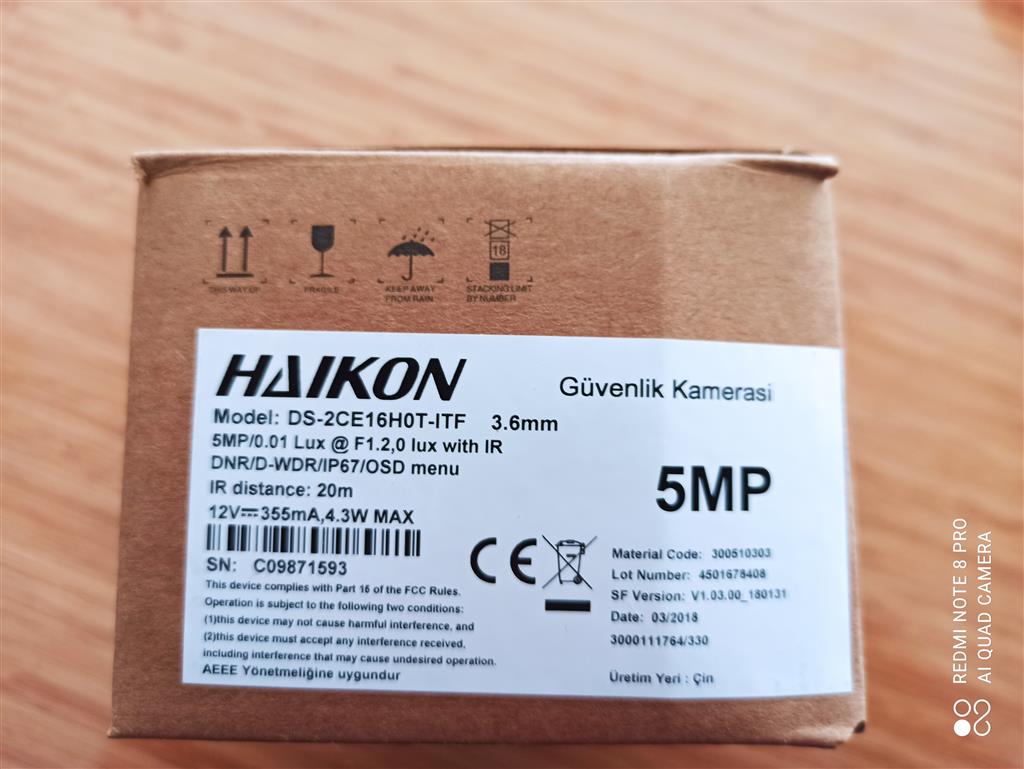 THIS WAY UP
FRAGILE
KEEP AWAY
FROM RAIN
18
STACKING LIMIT
BY NUMBER
HAIKON
Güvenlik Kamerasi
Model: DS-2CE16H0T-ITF 3.6mm
5MP/0.01 Lux @ F1.2,0 lux with IR
DNR/D-WDR/IP67/OSD menu
IR distance: 20m
12V⎓355mA,4.3W MAX
5MP
SN: C09871593
CE
This device complies with Part 16 of the FCC Rules.
Operation is subject to the following two conditions:
(1)this device may not cause harmful interference, and
(2)this device must accept any interference received,
including interference that may cause undesired operation.
AEEE Yönetmeliğine uygundur
Material Code: 300510303
Lot Number: 4501678408
SF Version: V1.03.00_180131
Date: 03/2018
3000111764/330
Üretim Yeri : Çin
REDMI NOTE 8 PRO
AI QUAD CAMERA